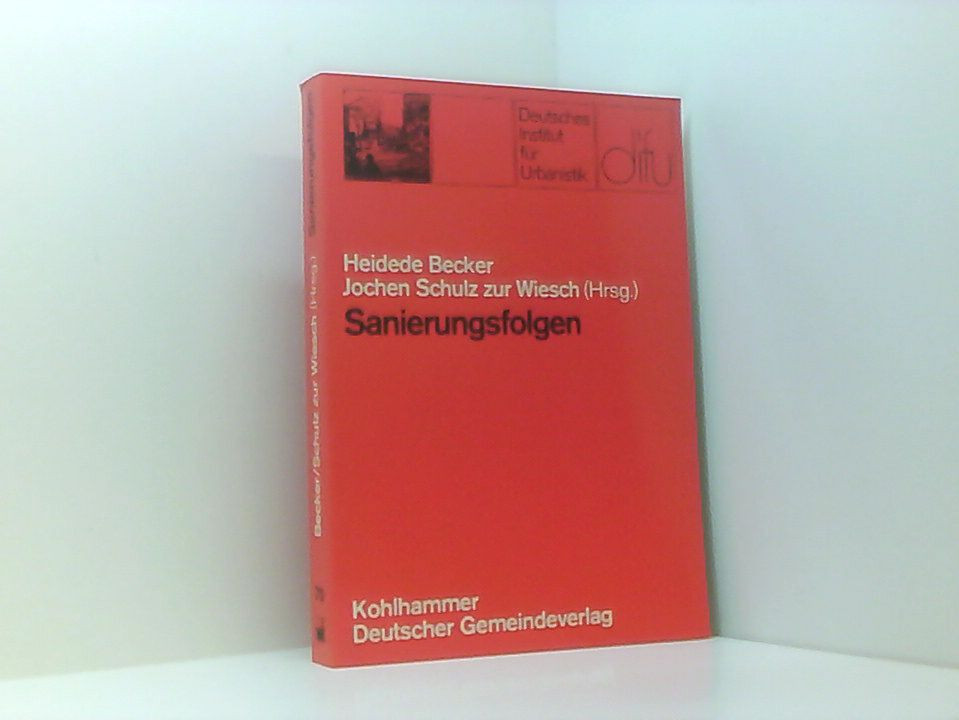 Deutsches
Institut
für
Urbanistik
difu
Heidede Becker
Jochen Schulz zur Wiesch (Hrsg.)
Sanierungsfolgen
Kohlhammer
Deutscher Gemeindeverlag
Becker/Schulz zur Wiesch (Hrsg.) Sanierungsfolgen